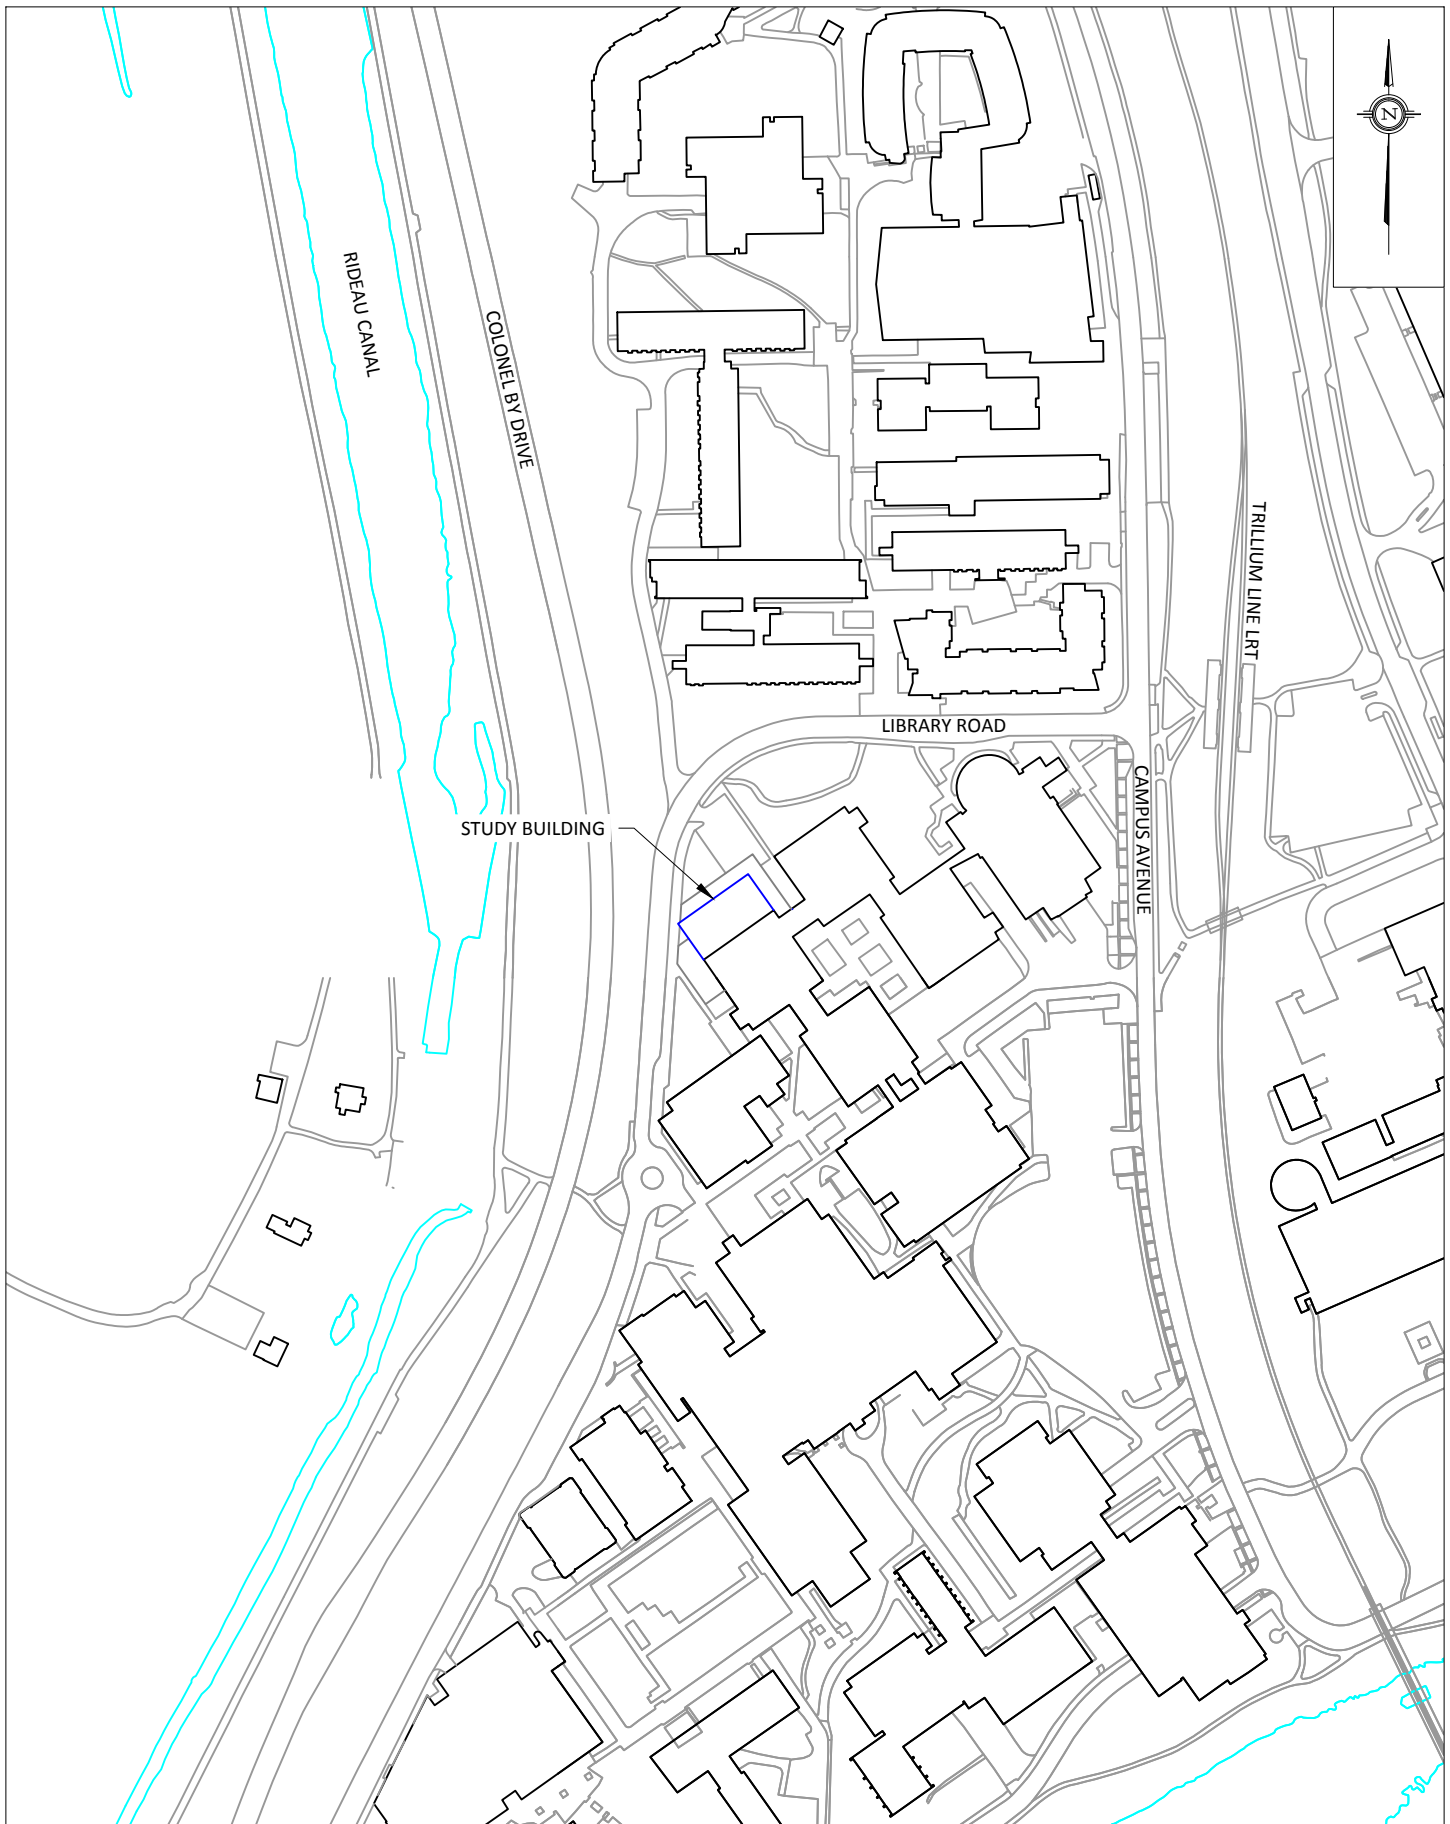 N
RIDEAU CANAL
COLONEL BY DRIVE
TRILLIUM LINE LRT
LIBRARY ROAD
CAMPUS AVENUE
STUDY BUILDING